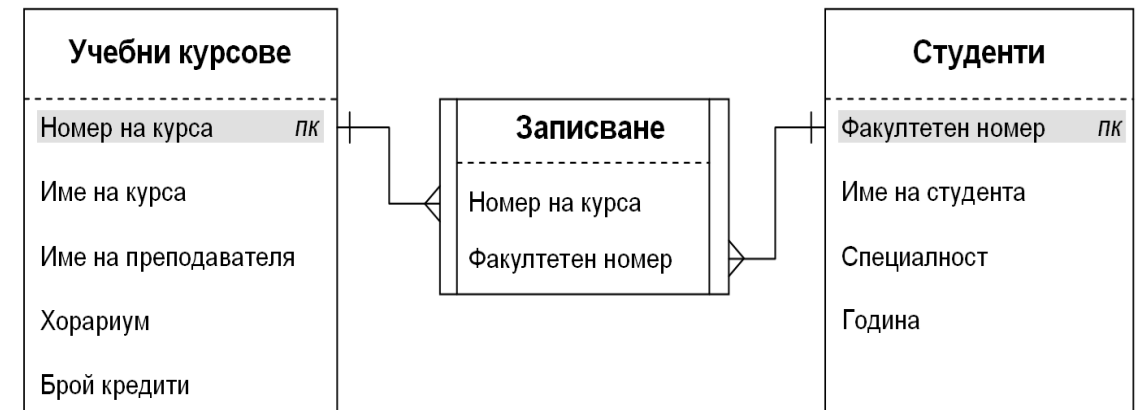 Учебни курсове
Номер на курса пк
Име на курса
Име на преподавателя
Хорариум
Брой кредити
Записване
Номер на курса
Факултетен номер
Студенти
Факултетен номер пк
Име на студента
Специалност
Година